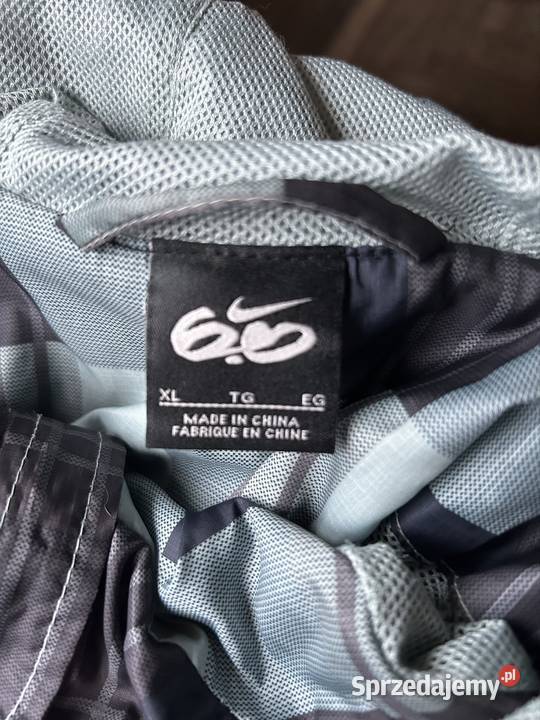 6.0
XL TG EG
MADE IN CHINA
FABRIQUE EN CHINE
Sprzedajemy.pl